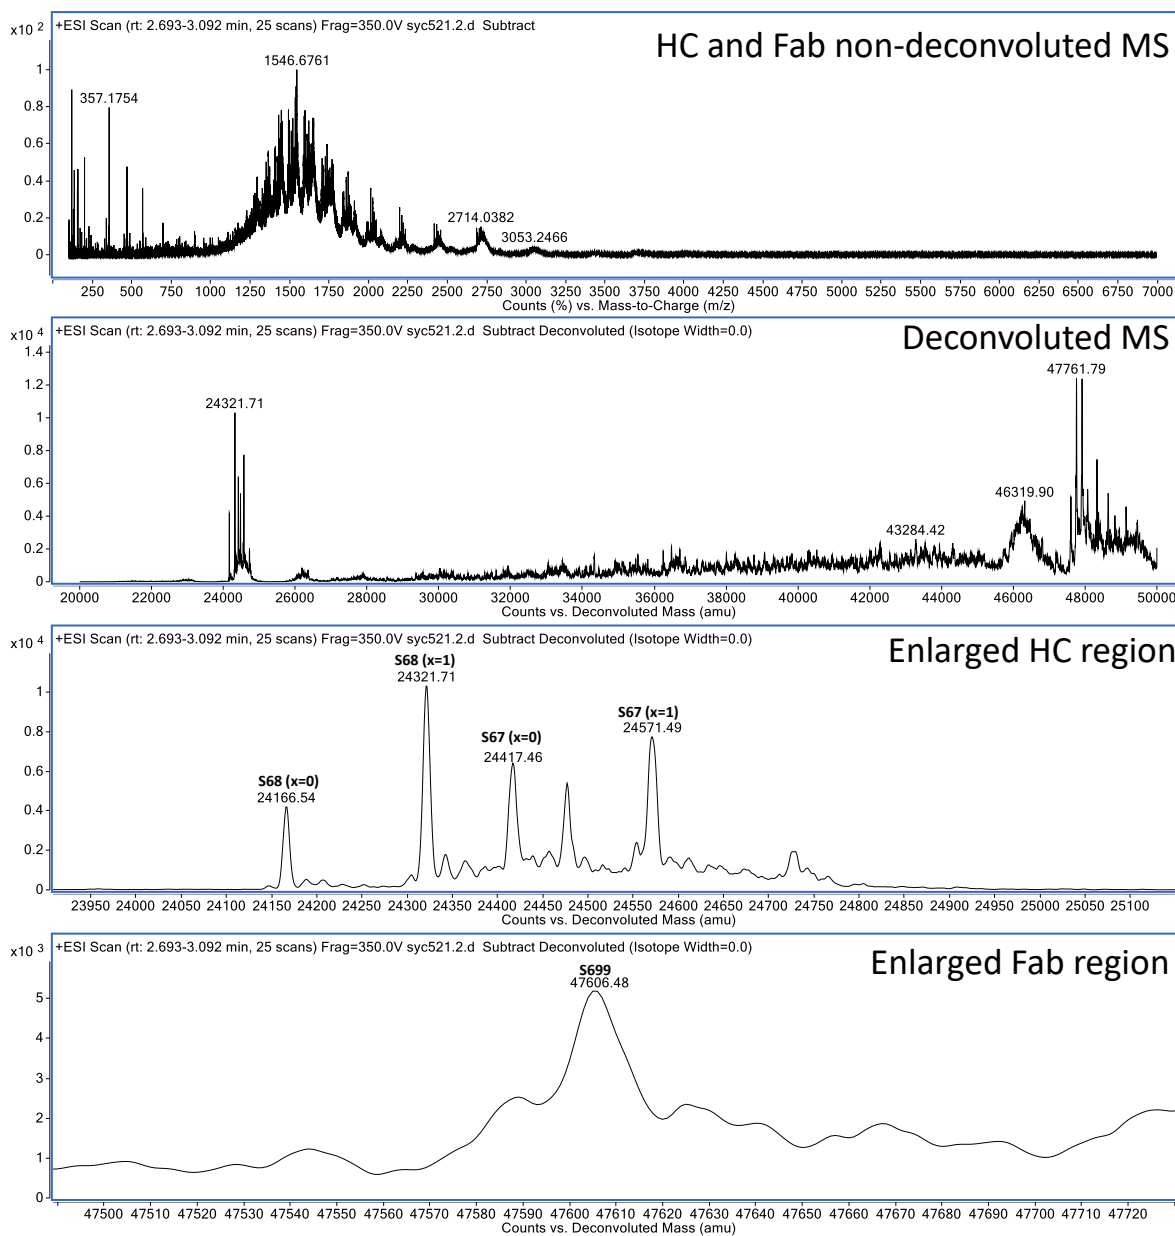 x10 2
+ESI Scan (rt: 2.693-3.092 min, 25 scans) Frag=350.0V syc521.2.d Subtract
HC and Fab non-deconvoluted MS
1
0.8
0.6
0.4
0.2
0
357.1754
1546.6761
2714.0382
3053.2466
250 500 750 1000 1250 1500 1750 2000 2250 2500 2750 3000 3250 3500 3750 4000 4250 4500 4750 5000 5250 5500 5750 6000 6250 6500 6750 7000
Counts (%) vs. Mass-to-Charge (m/z)
x10 4
+ESI Scan (rt: 2.693-3.092 min, 25 scans) Frag=350.0V syc521.2.d Subtract Deconvoluted (Isotope Width=0.0)
Deconvoluted MS
1.4
1.2
1
0.8
0.6
0.4
0.2
0
24321.71
43284.42
46319.90
47761.79
20000 22000 24000 26000 28000 30000 32000 34000 36000 38000 40000 42000 44000 46000 48000 50000
Counts vs. Deconvoluted Mass (amu)
x10 4
+ESI Scan (rt: 2.693-3.092 min, 25 scans) Frag=350.0V syc521.2.d Subtract Deconvoluted (Isotope Width=0.0)
Enlarged HC region
1
0.8
0.6
0.4
0.2
0
S68 (x=0)
24166.54
S68 (x=1)
24321.71
S67 (x=0)
24417.46
S67 (x=1)
24571.49
23950 24000 24050 24100 24150 24200 24250 24300 24350 24400 24450 24500 24550 24600 24650 24700 24750 24800 24850 24900 24950 25000 25050 25100
Counts vs. Deconvoluted Mass (amu)
x10 3
+ESI Scan (rt: 2.693-3.092 min, 25 scans) Frag=350.0V syc521.2.d Subtract Deconvoluted (Isotope Width=0.0)
Enlarged Fab region
5
4
3
2
1
0
S699
47606.48
47500 47510 47520 47530 47540 47550 47560 47570 47580 47590 47600 47610 47620 47630 47640 47650 47660 47670 47680 47690 47700 47710 47720
Counts vs. Deconvoluted Mass (amu)